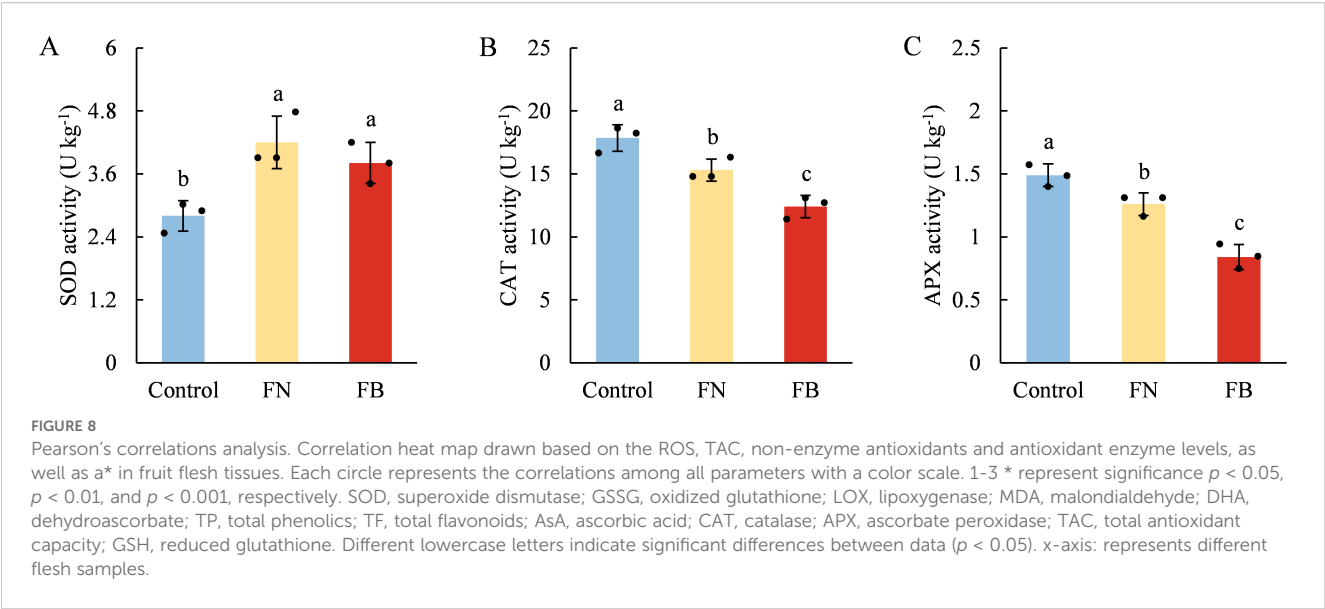 A
6
4.8
3.6
2.4
1.2
0
SOD activity (U kg⁻¹)
b
a
a
Control FN FB
B
25
20
15
10
5
0
CAT activity (U kg⁻¹)
a
b
c
Control FN FB
C
2.5
2
1.5
1
0.5
0
APX activity (U kg⁻¹)
a
b
c
Control FN FB
FIGURE 8
Pearson’s correlations analysis. Correlation heat map drawn based on the ROS, TAC, non-enzyme antioxidants and antioxidant enzyme levels, as
well as a* in fruit flesh tissues. Each circle represents the correlations among all parameters with a color scale. 1-3 * represent significance p < 0.05,
p < 0.01, and p < 0.001, respectively. SOD, superoxide dismutase; GSSG, oxidized glutathione; LOX, lipoxygenase; MDA, malondialdehyde; DHA,
dehydroascorbate; TP, total phenolics; TF, total flavonoids; AsA, ascorbic acid; CAT, catalase; APX, ascorbate peroxidase; TAC, total antioxidant
capacity; GSH, reduced glutathione. Different lowercase letters indicate significant differences between data (p < 0.05). x-axis: represents different
flesh samples.